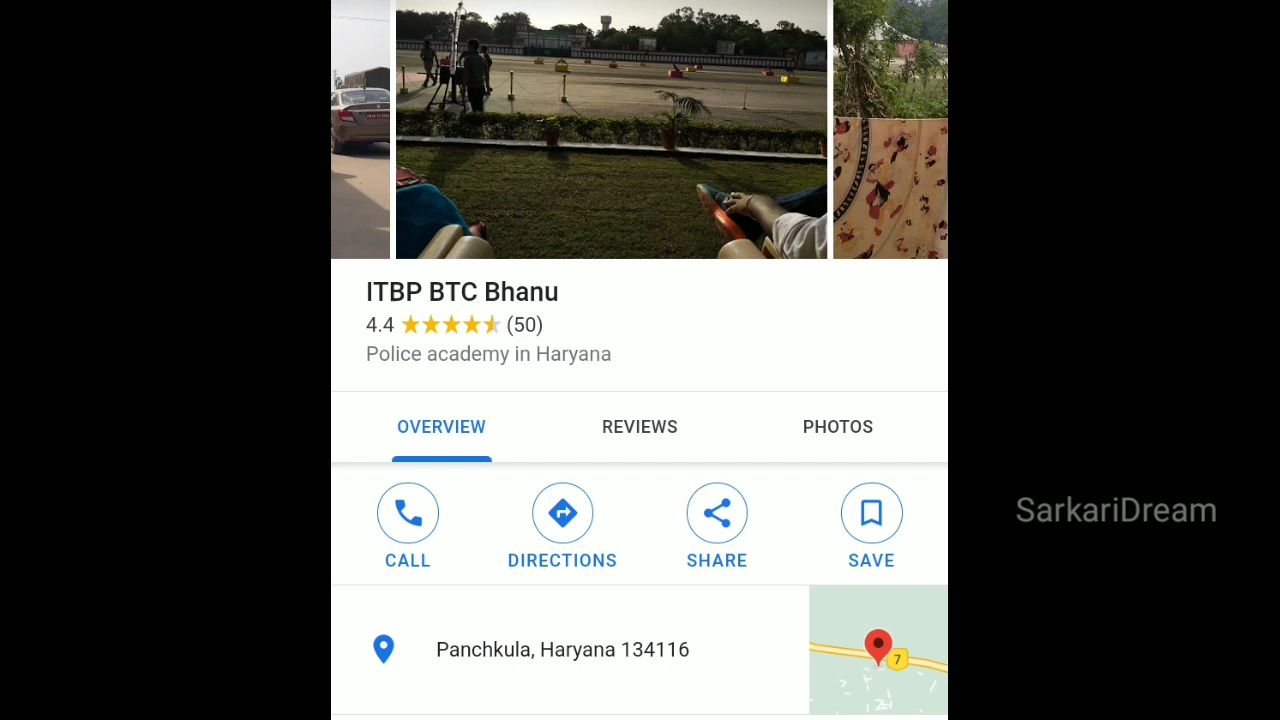 ITBP BTC Bhanu
4.4 (50)
Police academy in Haryana
OVERVIEW REVIEWS PHOTOS
CALL DIRECTIONS SHARE SAVE
Panchkula, Haryana 134116
7
SarkariDream